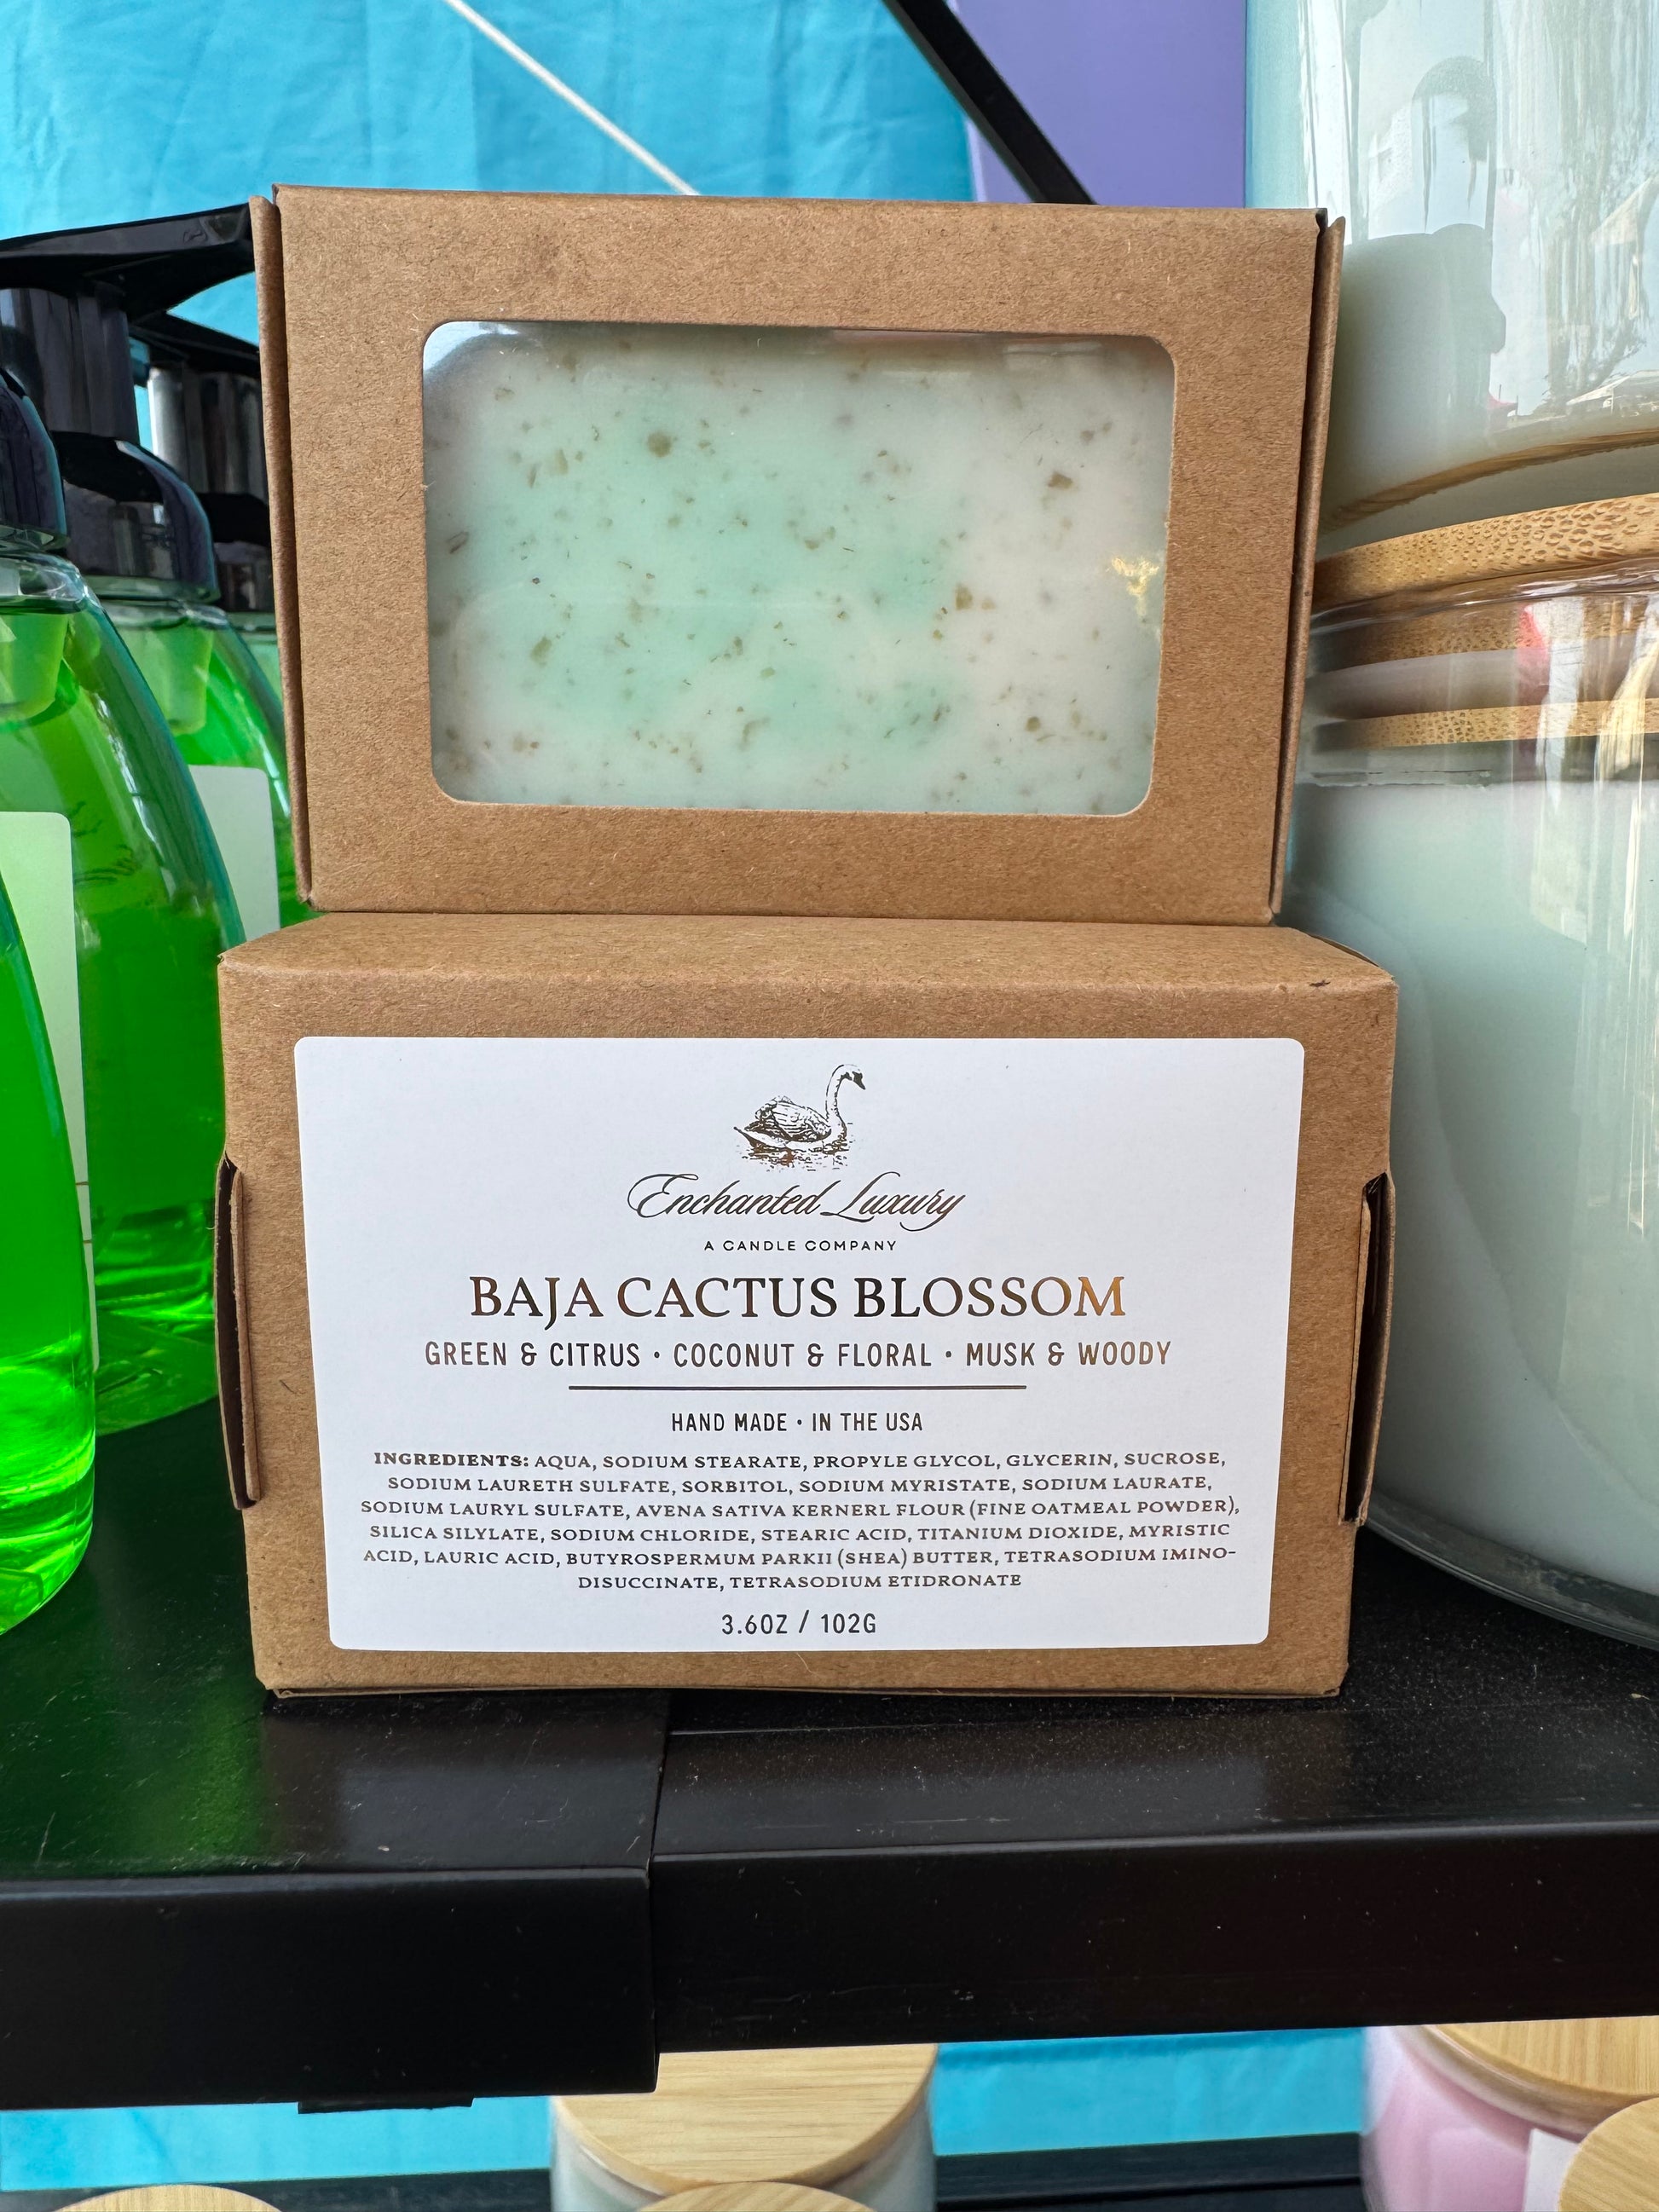 Enchanted Luxury
A CANDLE COMPANY
BAJA CACTUS BLOSSOM
GREEN & CITRUS • COCONUT & FLORAL • MUSK & WOODY
HAND MADE • IN THE USA
INGREDIENTS: AQUA, SODIUM STEARATE, PROPYLE GLYCOL, GLYCERIN, SUCROSE,
SODIUM LAURETH SULFATE, SORBITOL, SODIUM MYRISTATE, SODIUM LAURATE,
SODIUM LAURYL SULFATE, AVENA SATIVA KERNERL FLOUR (FINE OATMEAL POWDER),
SILICA SILYLATE, SODIUM CHLORIDE, STEARIC ACID, TITANIUM DIOXIDE, MYRISTIC
ACID, LAURIC ACID, BUTYROSPERMUM PARKII (SHEA) BUTTER, TETRASODIUM IMINO-
DISUCCINATE, TETRASODIUM ETIDRONATE
3.6OZ / 102G